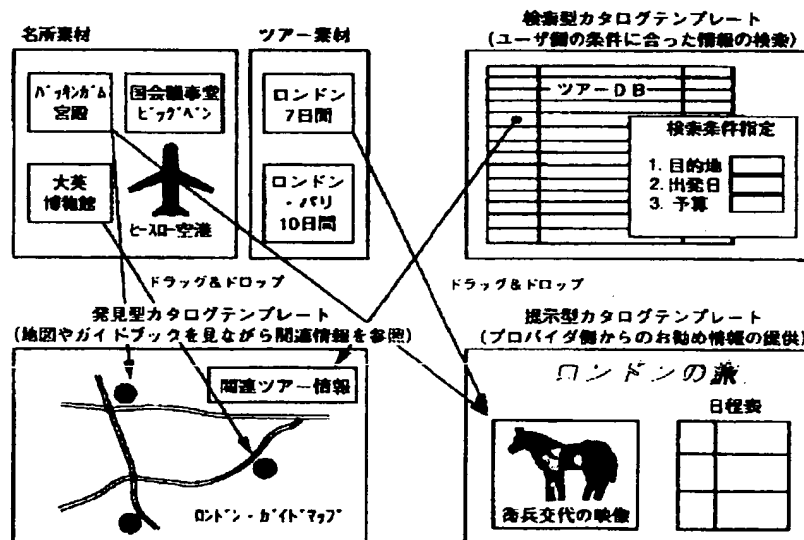 名所素材
ツアー素材
検索型カタログテンプレート
(ユーザ側の条件に合った情報の検索)
バッキンガム
宮殿
国会議事堂
ビッグベン
大英
博物館
ヒースロー空港
ロンドン
7日間
ロンドン
・パリ
10日間
ツアーDB
検索条件指定
1. 目的地
2. 出発日
3. 予算
ドラッグ&ドロップ
ドラッグ&ドロップ
発見型カタログテンプレート
(地図やガイドブックを見ながら関連情報を参照)
関連ツアー情報
ロンドン・ガイドマップ
提示型カタログテンプレート
(プロバイダ側からのお勧め情報の提供)
ロンドンの旅
日程表
衛兵交代の映像